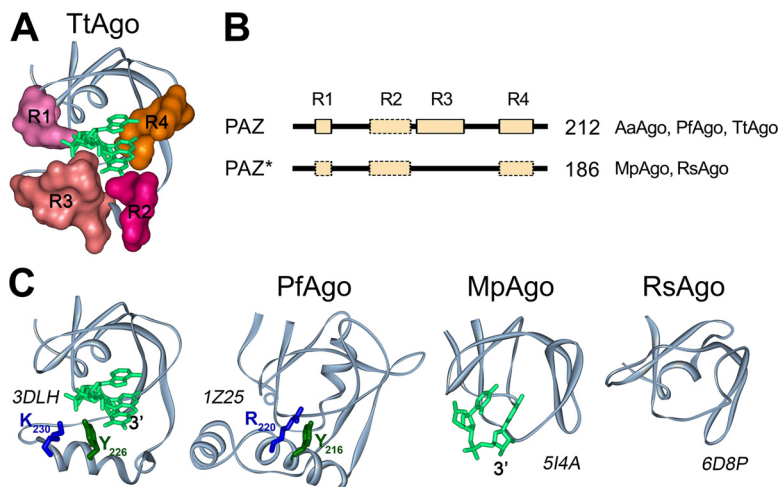 A
TtAgo
R1
R4
R3
R2
B
R1 R2 R3 R4
PAZ 212 AaAgo, PfAgo, TtAgo
PAZ* 186 MpAgo, RsAgo
C
PfAgo MpAgo RsAgo
3DLH
3'
K230
Y226
1Z25
R220
Y216
3'
5I4A
6D8P